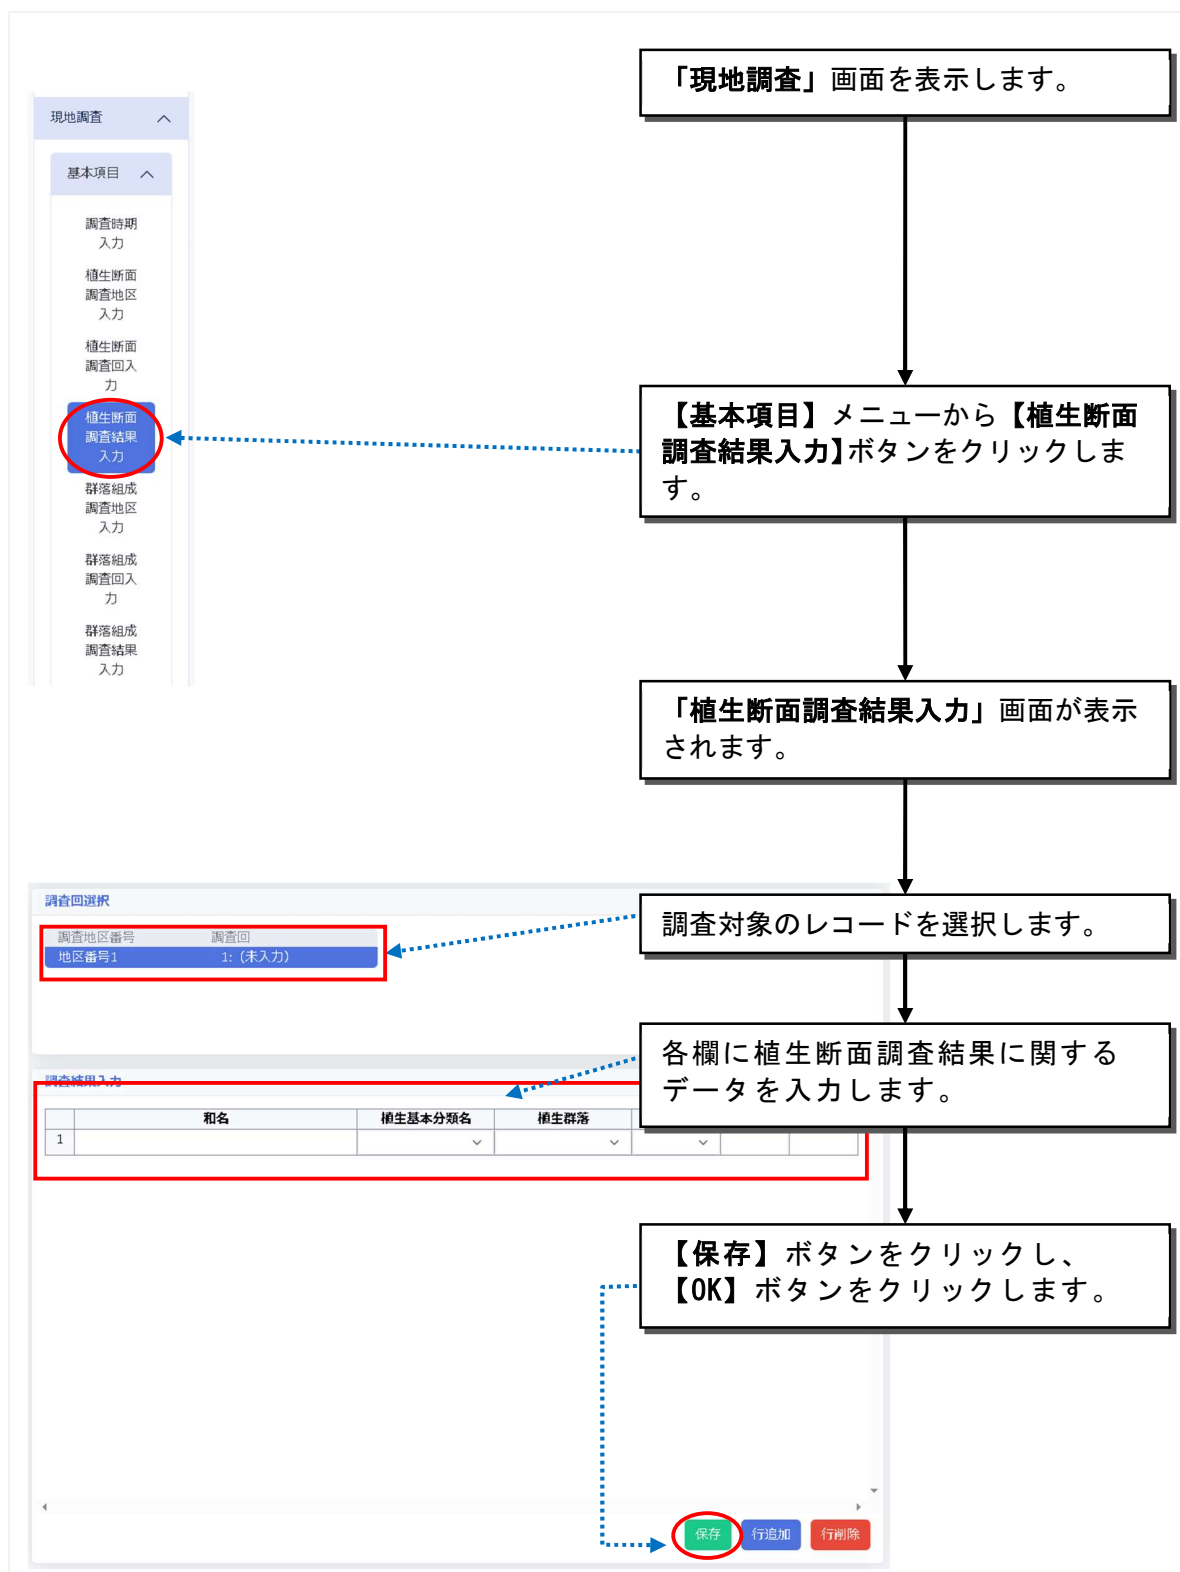 「現地調査」画面を表示します。
現地調査
基本項目
調査時期
入力
植生断面
調査地区
入力
植生断面
調査回入
力
植生断面
調査結果
入力
群落組成
調査地区
入力
群落組成
調査回入
力
群落組成
調査結果
入力
【基本項目】メニューから【植生断面
調査結果入力】ボタンをクリックしま
す。
「植生断面調査結果入力」画面が表示
されます。
調査回選択
調査地区番号 調査回
地区番号1 1: (未入力)
調査対象のレコードを選択します。
各欄に植生断面調査結果に関する
データを入力します。
調査結果入力
和名 植生基本分類名 植生群落
1
【保存】ボタンをクリックし、
【OK】ボタンをクリックします。
保存 行追加 行削除